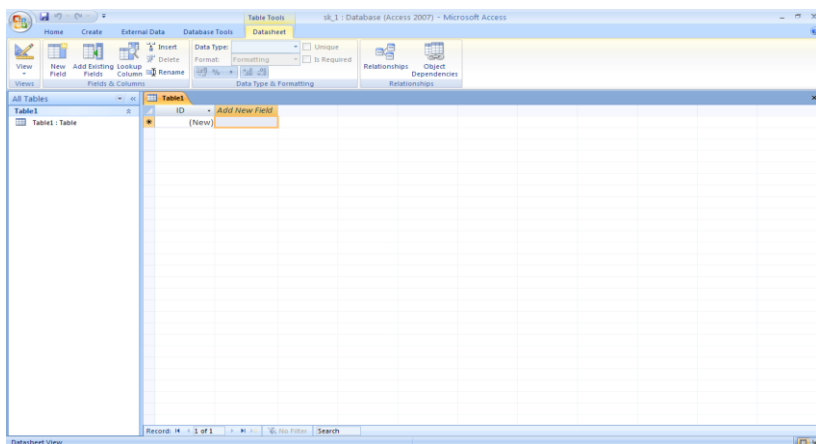 Table Tools
sk_1 : Database (Access 2007) - Microsoft Access
Home Create External Data Database Tools Datasheet
View
New Field
Add Existing Fields
Lookup Column
Insert
Delete
Rename
Data Type:
Format: Formatting
Unique
Is Required
Relationships
Object Dependencies
Views
Fields & Columns
Data Type & Formatting
Relationships
All Tables
Table1
Table1 : Table
Table1
ID Add New Field
(New)
Record: 1 of 1 No Filter Search
Datasheet View